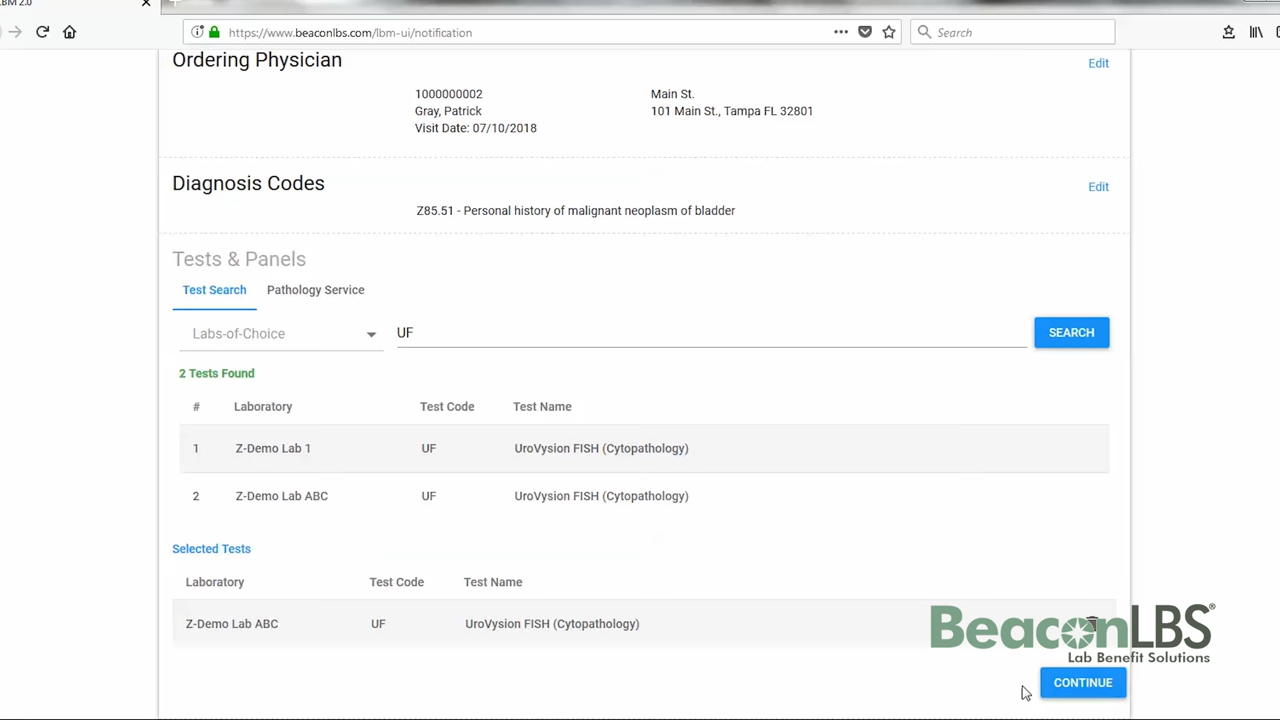 BM 2.0
https://www.beaconlbs.com/lbm-ui/notification
Search
Ordering Physician
Edit
1000000002
Main St.
Gray, Patrick
101 Main St., Tampa FL 32801
Visit Date: 07/10/2018
Diagnosis Codes
Edit
Z85.51 - Personal history of malignant neoplasm of bladder
Tests & Panels
Test Search Pathology Service
Labs-of-Choice UF SEARCH
2 Tests Found
# Laboratory Test Code Test Name
1 Z-Demo Lab 1 UF UroVysion FISH (Cytopathology)
2 Z-Demo Lab ABC UF UroVysion FISH (Cytopathology)
Selected Tests
Laboratory Test Code Test Name
Z-Demo Lab ABC UF UroVysion FISH (Cytopathology)
BeaconLBS®
Lab Benefit Solutions
CONTINUE